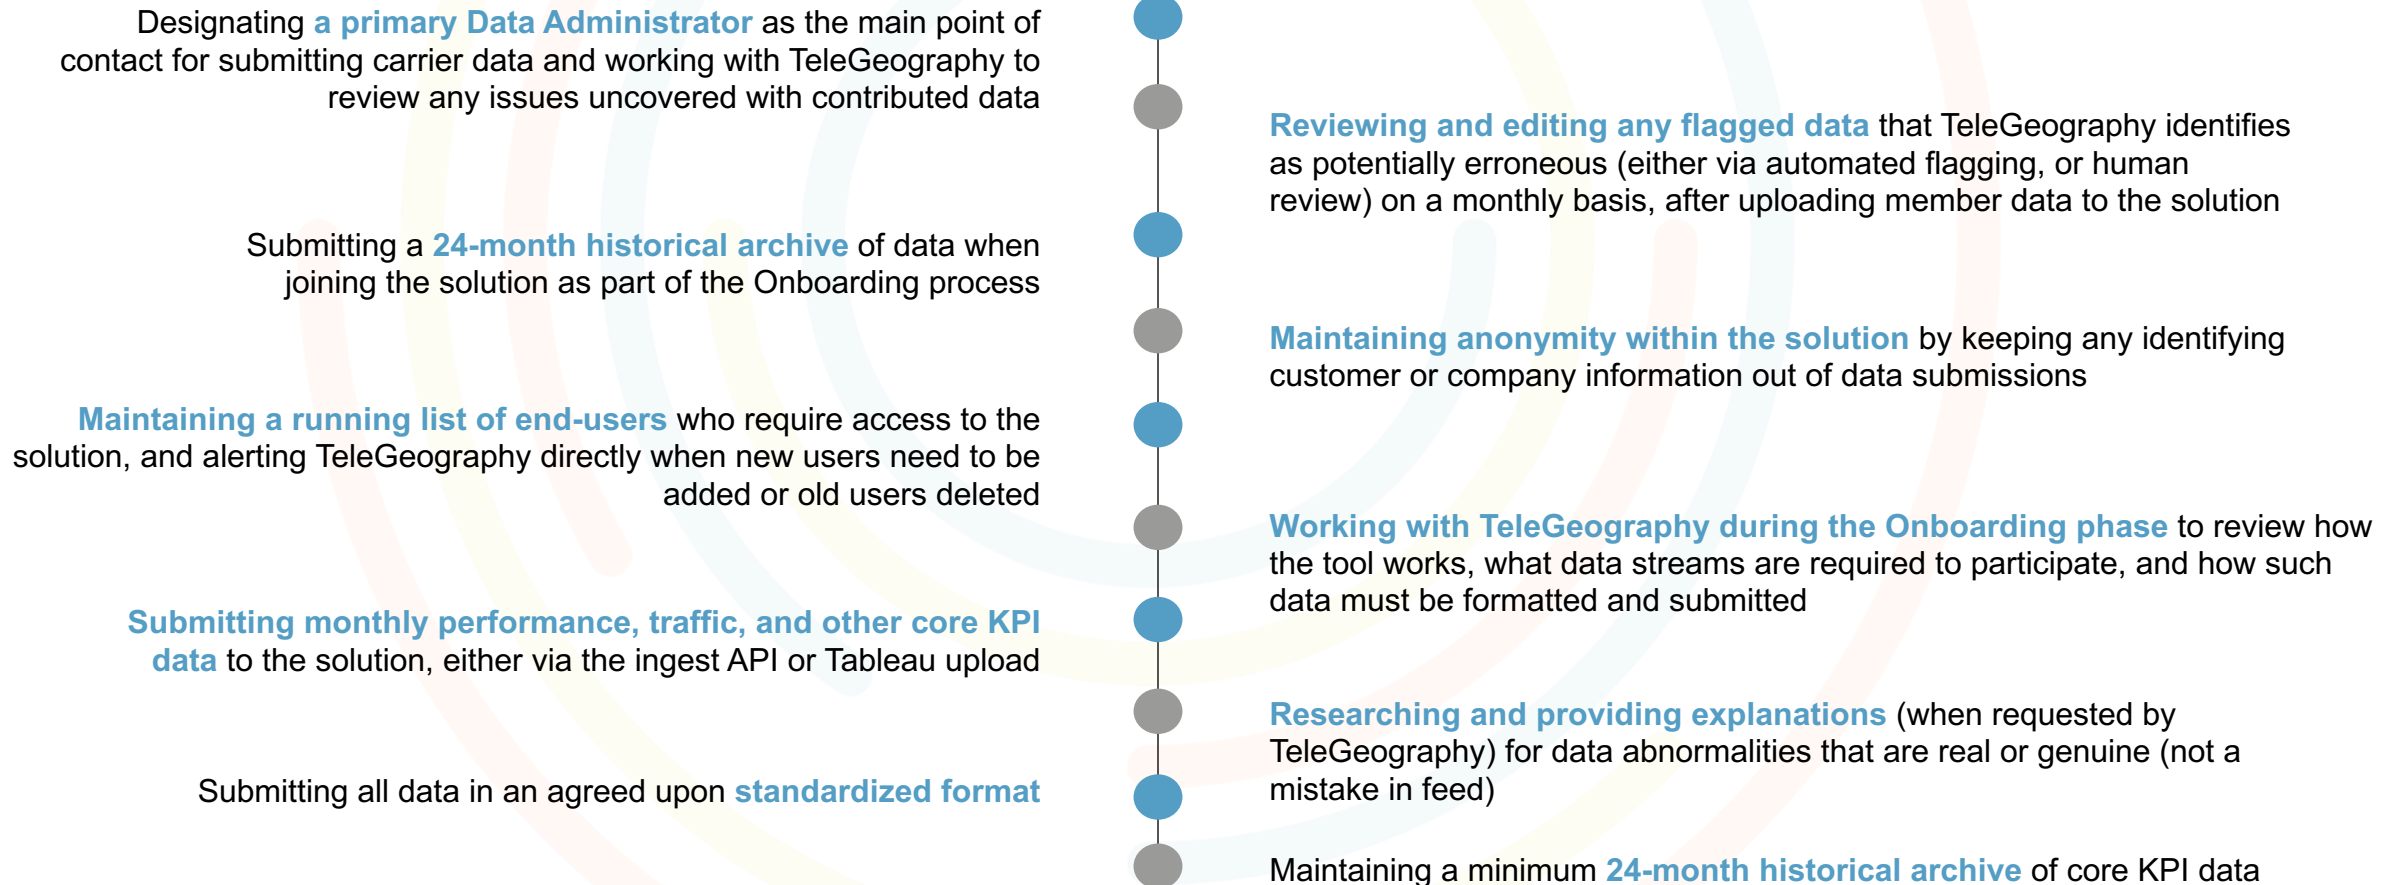 Designating a primary Data Administrator as the main point of
contact for submitting carrier data and working with TeleGeography to
review any issues uncovered with contributed data
Reviewing and editing any flagged data that TeleGeography identifies
as potentially erroneous (either via automated flagging, or human
review) on a monthly basis, after uploading member data to the solution
Submitting a 24-month historical archive of data when
joining the solution as part of the Onboarding process
Maintaining anonymity within the solution by keeping any identifying
customer or company information out of data submissions
Maintaining a running list of end-users who require access to the
solution, and alerting TeleGeography directly when new users need to be
added or old users deleted
Working with TeleGeography during the Onboarding phase to review how
the tool works, what data streams are required to participate, and how such
data must be formatted and submitted
Submitting monthly performance, traffic, and other core KPI
data to the solution, either via the ingest API or Tableau upload
Researching and providing explanations (when requested by
TeleGeography) for data abnormalities that are real or genuine (not a
mistake in feed)
Submitting all data in an agreed upon standardized format
Maintaining a minimum 24-month historical archive of core KPI data